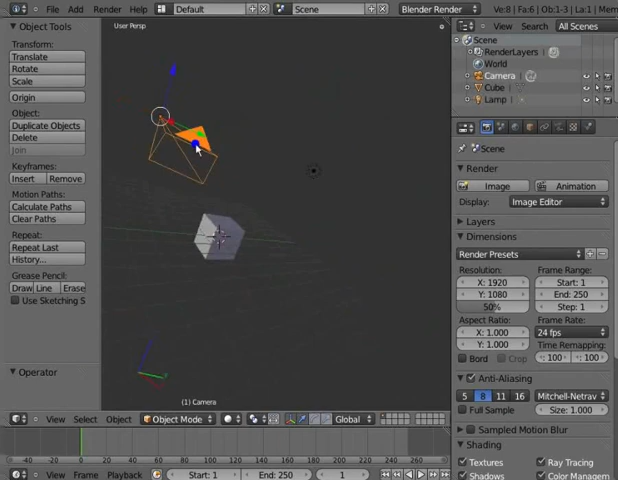 File Add Render Help Default Scene Blender Render Ve:8 | Fa:6 | Ob:1-3 | La:1 | Mem
Object Tools
Transform:
Translate
Rotate
Scale
Origin
Object:
Duplicate Objects
Delete
Join
Keyframes:
Insert Remove
Motion Paths:
Calculate Paths
Clear Paths
Repeat:
Repeat Last
History...
Grease Pencil:
Draw Line Erase
Use Sketching S
Operator
User Persp
(1) Camera
View Select Object Object Mode Global
-40 -20 0 20 40 60 80 100 120 140 160 180 200 220 240 260
View Frame Playback Start: 1 End: 250 1
View Search All Scenes
Scene
RenderLayers
World
Camera
Cube
Lamp
Scene
Render
Image Animation
Display: Image Editor
Layers
Dimensions
Render Presets
Resolution: Frame Range:
X: 1920 Start: 1
Y: 1080 End: 250
50% Step: 1
Aspect Ratio: Frame Rate:
X: 1.000 24 fps
Y: 1.000 Time Remapping:
Bord Crop : 100 : 100
Anti-Aliasing
5 8 11 16 Mitchell-Netrav
Full Sample Size: 1.000
Sampled Motion Blur
Shading
Textures Ray Tracing
Shadows Color Manage